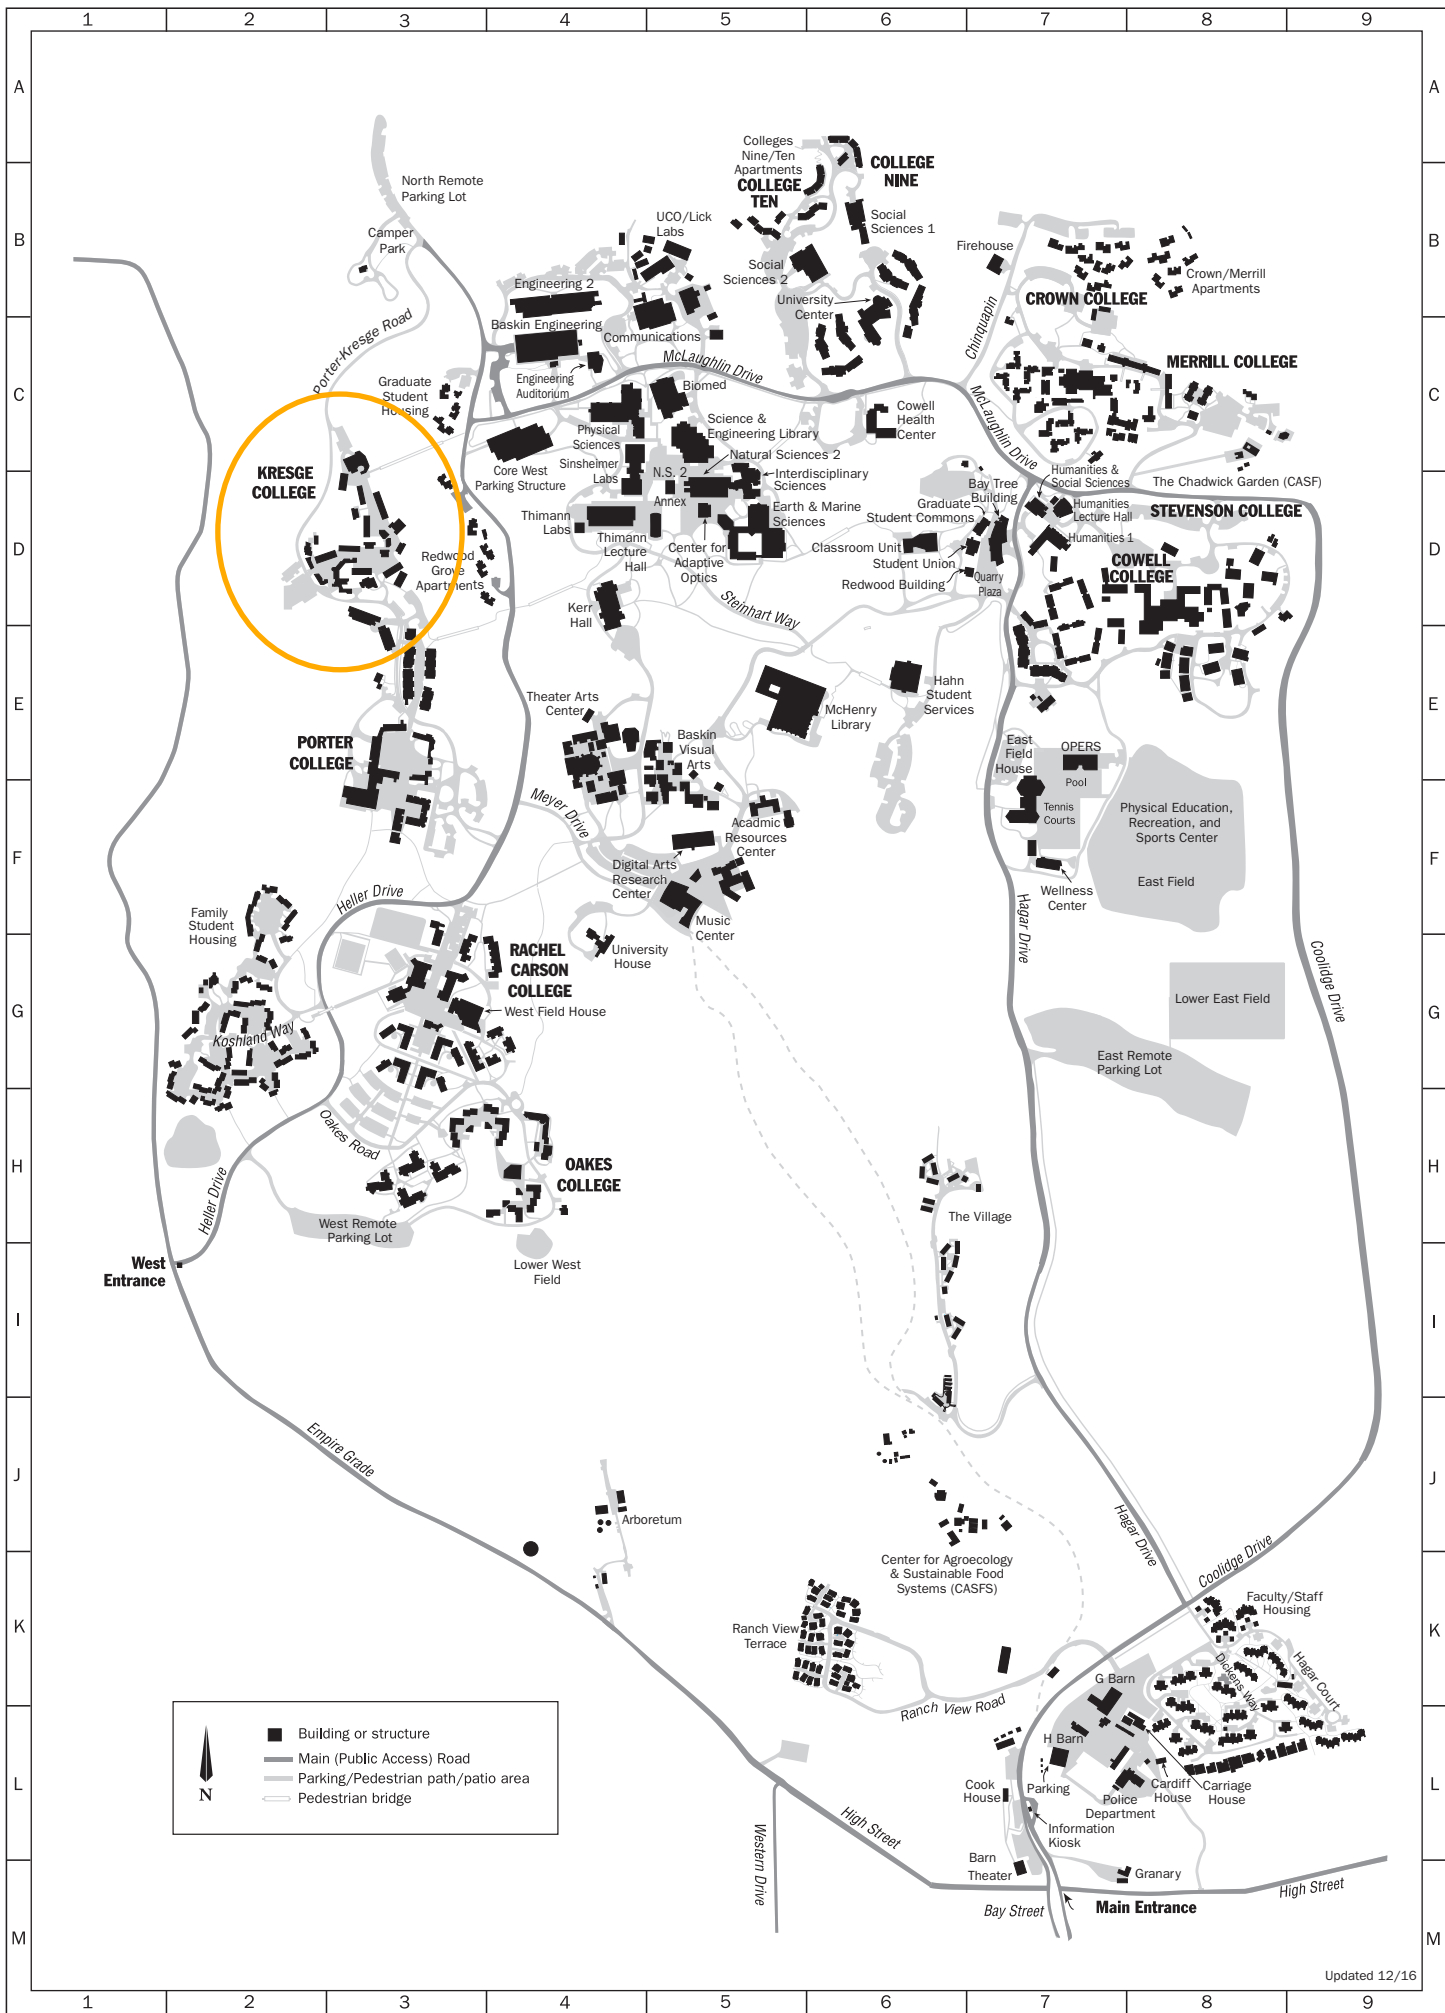 1 2 3 4 5 6 7 8 9
A A
B B
C C
D D
E E
F F
G G
H H
I I
J J
K K
L L
M M
North Remote
Parking Lot
Camper
Park
Colleges
Nine/Ten
Apartments
COLLEGE
TEN
COLLEGE
NINE
UCO/Lick
Labs
Social
Sciences 1
Social
Sciences 2
University
Center
Firehouse
Crown/Merrill
Apartments
CROWN COLLEGE
Chinquapin
Engineering 2
Baskin Engineering
Communications
Engineering
Auditorium
McLaughlin Drive
Porter-Kresge Road
Graduate
Student
Housing
MERRILL COLLEGE
McLaughlin Drive
Biomed
Cowell
Health
Center
Physical
Sciences
Science &
Engineering Library
Natural Sciences 2
Sinsheimer
Labs
N.S. 2
Annex
Interdisciplinary
Sciences
Core West
Parking Structure
KRESGE
COLLEGE
Humanities &
Social Sciences
The Chadwick Garden (CASF)
Bay Tree
Building
Graduate
Student Commons
Humanities
Lecture Hall
STEVENSON COLLEGE
Humanities 1
Earth & Marine
Sciences
Thimann
Labs
Thimann
Lecture
Hall
Center for
Adaptive
Optics
Classroom Unit
Student Union
Redwood Building
Quarry
Plaza
COWELL
COLLEGE
Redwood
Grove
Apartments
Kerr
Hall
Steinhart Way
Hahn
Student
Services
McHenry
Library
Theater Arts
Center
Baskin
Visual
Arts
PORTER
COLLEGE
East
Field
House
OPERS
Pool
Tennis
Courts
Physical Education,
Recreation, and
Sports Center
East Field
Meyer Drive
Acadmic
Resources
Center
Digital Arts
Research
Center
Wellness
Center
Music
Center
University
House
Heller Drive
Family
Student
Housing
Hagar Drive
Coolidge Drive
RACHEL
CARSON
COLLEGE
West Field House
Koshland Way
Lower East Field
East Remote
Parking Lot
Oakes Road
OAKES
COLLEGE
Heller Drive
West Remote
Parking Lot
Lower West
Field
The Village
West
Entrance
Empire Grade
Arboretum
Center for Agroecology
& Sustainable Food
Systems (CASFS)
Hagar Drive
Coolidge Drive
Faculty/Staff
Housing
Ranch View
Terrace
Ranch View Road
G Barn
Dickens Way
Hagar Court
H Barn
Parking
Cook
House
Police
Department
Cardiff
House
Carriage
House
Information
Kiosk
Barn
Theater
Granary
High Street
Western Drive
Bay Street
Main Entrance
High Street
N
Building or structure
Main (Public Access) Road
Parking/Pedestrian path/patio area
Pedestrian bridge
Updated 12/16
1 2 3 4 5 6 7 8 9